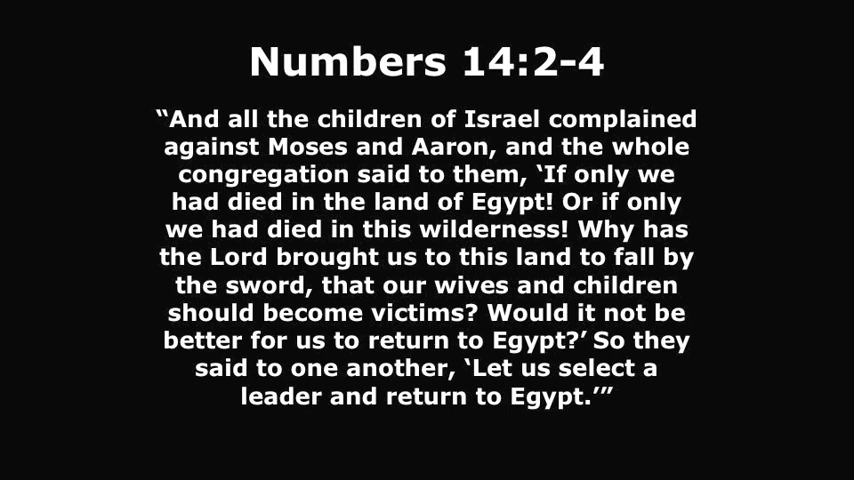 Numbers 14:2-4
“And all the children of Israel complained
against Moses and Aaron, and the whole
congregation said to them, ‘If only we
had died in the land of Egypt! Or if only
we had died in this wilderness! Why has
the Lord brought us to this land to fall by
the sword, that our wives and children
should become victims? Would it not be
better for us to return to Egypt?’ So they
said to one another, ‘Let us select a
leader and return to Egypt.’”